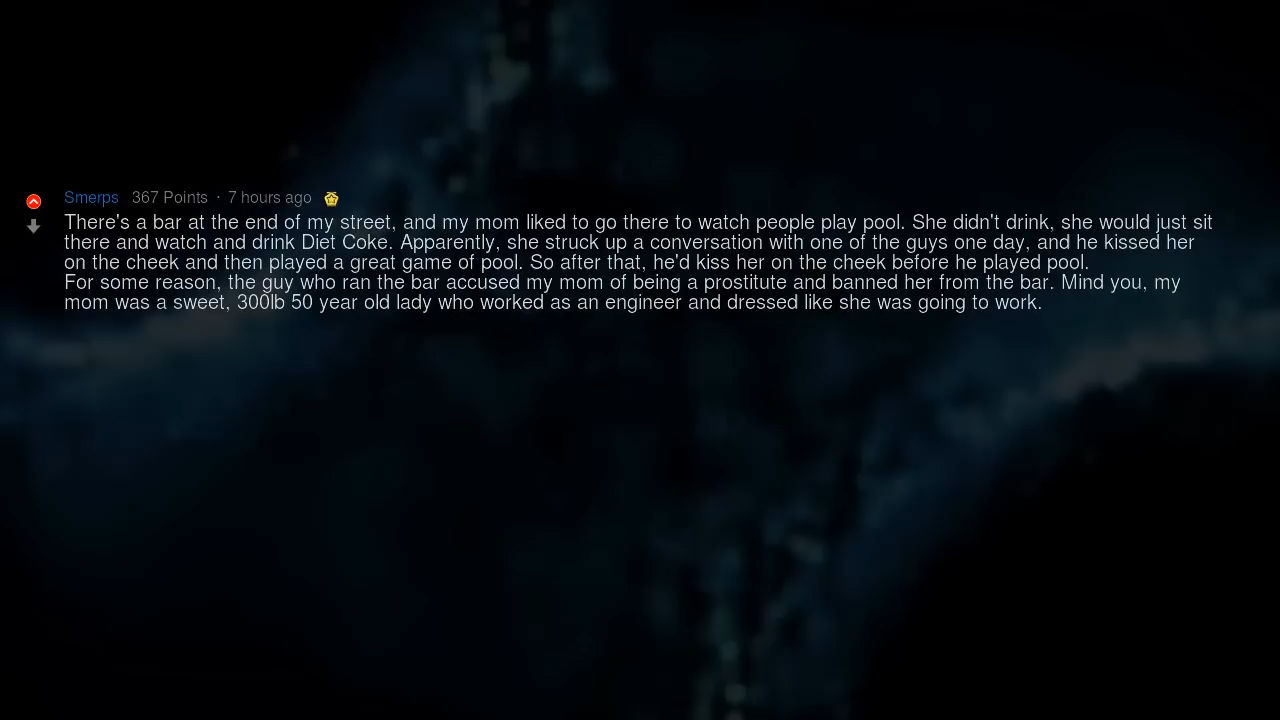 Smerps 367 Points · 7 hours ago
There's a bar at the end of my street, and my mom liked to go there to watch people play pool. She didn't drink, she would just sit
there and watch and drink Diet Coke. Apparently, she struck up a conversation with one of the guys one day, and he kissed her
on the cheek and then played a great game of pool. So after that, he'd kiss her on the cheek before he played pool.
For some reason, the guy who ran the bar accused my mom of being a prostitute and banned her from the bar. Mind you, my
mom was a sweet, 300lb 50 year old lady who worked as an engineer and dressed like she was going to work.